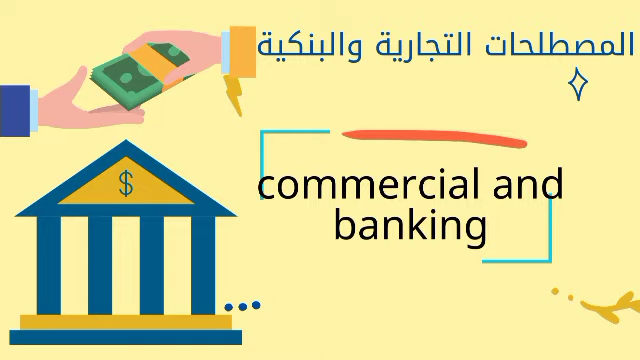 المصطلحات التجارية والبنكية
$
commercial and
banking